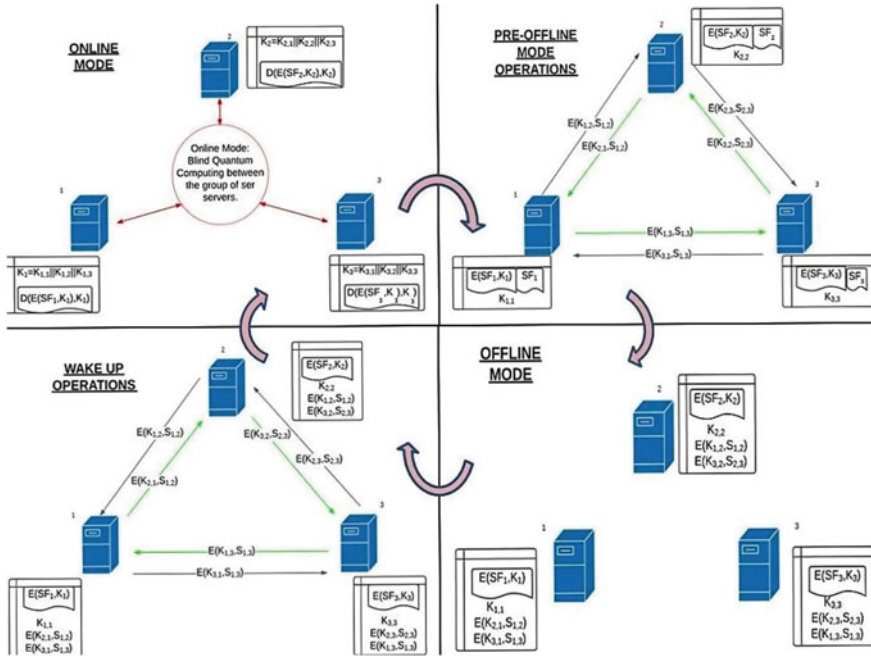 ONLINE
MODE
2
K₂=K₂,₁||K₂,₂||K₂,₃
D(E(SF₂,K₂),K₂)
Online Mode:
Blind Quantum
Computing between
the group of ser
servers.
1
K₁=K₁,₁||K₁,₂||K₁,₃
D(E(SF₁,K₁),K₁)
3
K₃=K₃,₁||K₃,₂||K₃,₃
D(E(SF₃,K₃),K₃)
PRE-OFFLINE
MODE
OPERATIONS
2
E(SF₂,K₂) SF₂
K₂,₂
E(K₁,₂,S₁,₂)
E(K₂,₁,S₁,₂)
E(K₂,₃,S₂,₃)
E(K₃,₂,S₂,₃)
1
E(K₁,₃,S₁,₃)
E(K₃,₁,S₁,₃)
3
E(SF₁,K₁) SF₁
K₁,₁
E(SF₃,K₃) SF₃
K₃,₃
WAKE UP
OPERATIONS
2
E(SF₂,K₂)
K₂,₂
E(K₁,₂,S₁,₂)
E(K₃,₂,S₂,₃)
E(K₁,₂,S₁,₂)
E(K₂,₁,S₁,₂)
E(K₃,₂,S₂,₃)
E(K₂,₃,S₂,₃)
1
E(K₁,₃,S₁,₃)
E(K₃,₁,S₁,₃)
3
E(SF₁,K₁)
K₁,₁
E(K₂,₁,S₁,₂)
E(K₃,₁,S₁,₃)
E(SF₃,K₃)
K₃,₃
E(K₂,₃,S₂,₃)
E(K₁,₃,S₁,₃)
OFFLINE
MODE
2
E(SF₂,K₂)
K₂,₂
E(K₁,₂,S₁,₂)
E(K₃,₂,S₂,₃)
1
E(SF₁,K₁)
K₁,₁
E(K₂,₁,S₁,₂)
E(K₃,₁,S₁,₃)
3
E(SF₃,K₃)
K₃,₃
E(K₂,₃,S₂,₃)
E(K₁,₃,S₁,₃)